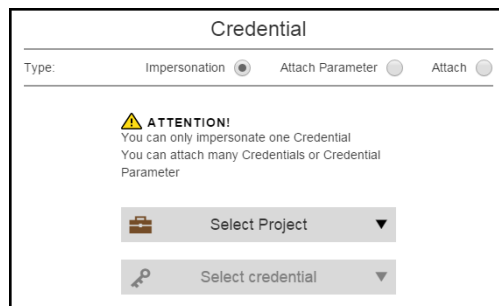 Credential
Type: Impersonation Attach Parameter Attach
ATTENTION!
You can only impersonate one Credential
You can attach many Credentials or Credential
Parameter
Select Project
Select credential